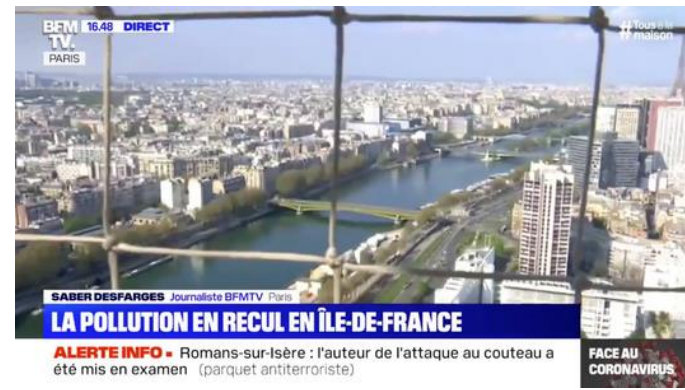 BFM 16.48 DIRECT
TV.
PARIS
#Tous à la
maison
SABER DESFARGES Journaliste BFMTV Paris
LA POLLUTION EN RECUL EN ÎLE-DE-FRANCE
ALERTE INFO Romans-sur-Isère : l'auteur de l'attaque au couteau a
été mis en examen (parquet antiterroriste)
FACE AU
CORONAVIRUS